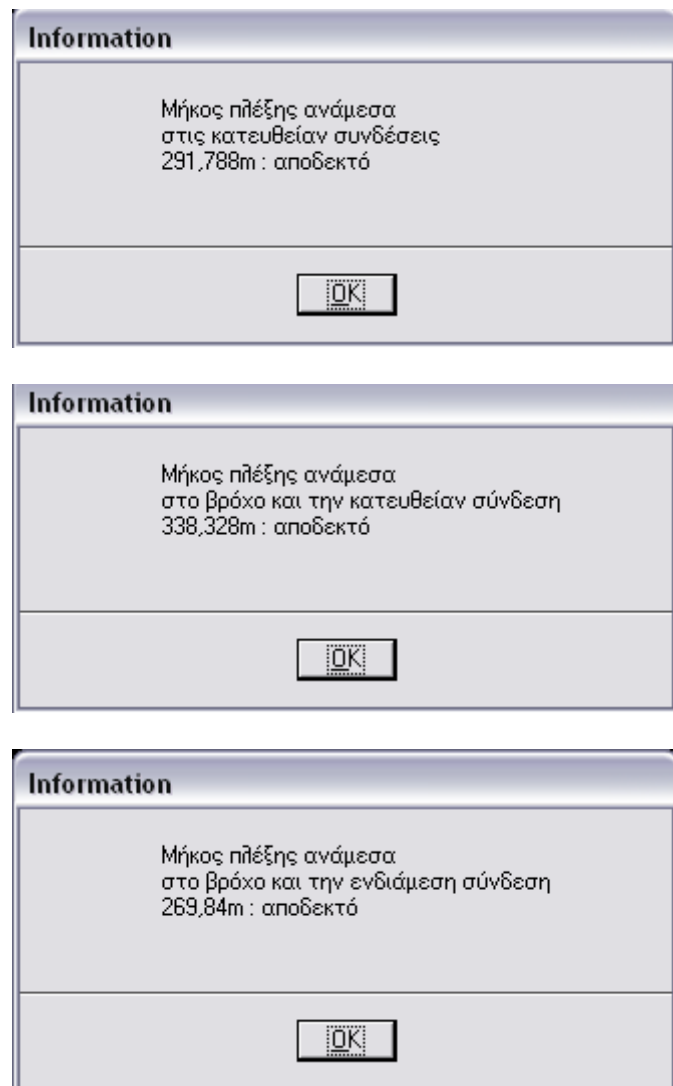 Information
Μήκος πλέξης ανάμεσα
στις κατευθείαν συνδέσεις
291,788m : αποδεκτό
OK
Information
Μήκος πλέξης ανάμεσα
στο βρόχο και την κατευθείαν σύνδεση
338,328m : αποδεκτό
OK
Information
Μήκος πλέξης ανάμεσα
στο βρόχο και την ενδιάμεση σύνδεση
269,84m : αποδεκτό
OK